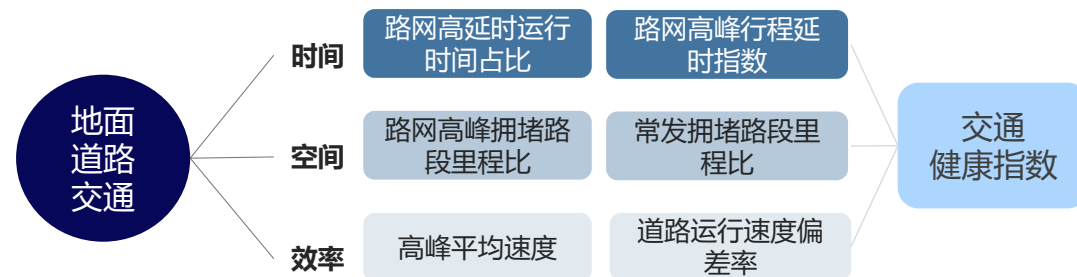 地面
道路
交通
时间
路网高延时运行
时间占比
路网高峰行程延
时指数
空间
路网高峰拥堵路
段里程比
常发拥堵路段里
程比
效率
高峰平均速度
道路运行速度偏
差率
交通
健康指数